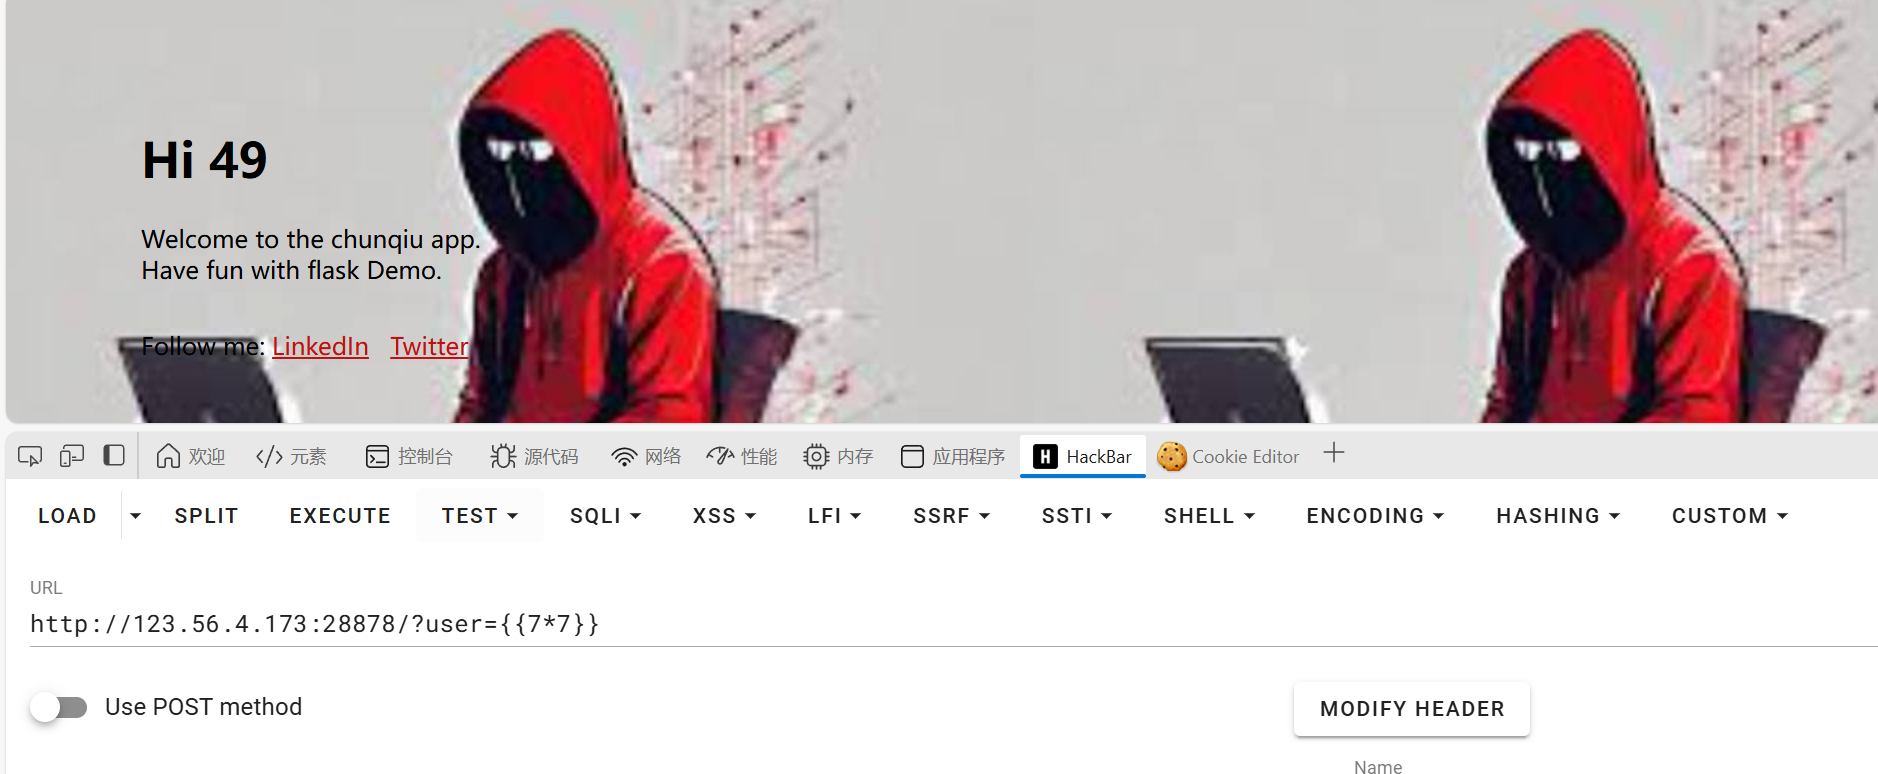 Hi 49
Welcome to the chunqiu app.
Have fun with flask Demo.
Follow me: LinkedIn Twitter
欢迎 </> 元素 控制台 源代码 网络 性能 内存 应用程序 H HackBar Cookie Editor +
LOAD SPLIT EXECUTE TEST SQLI XSS LFI SSRF SSTI SHELL ENCODING HASHING CUSTOM
URL
http://123.56.4.173:28878/?user={{7*7}}
Use POST method MODIFY HEADER
Name